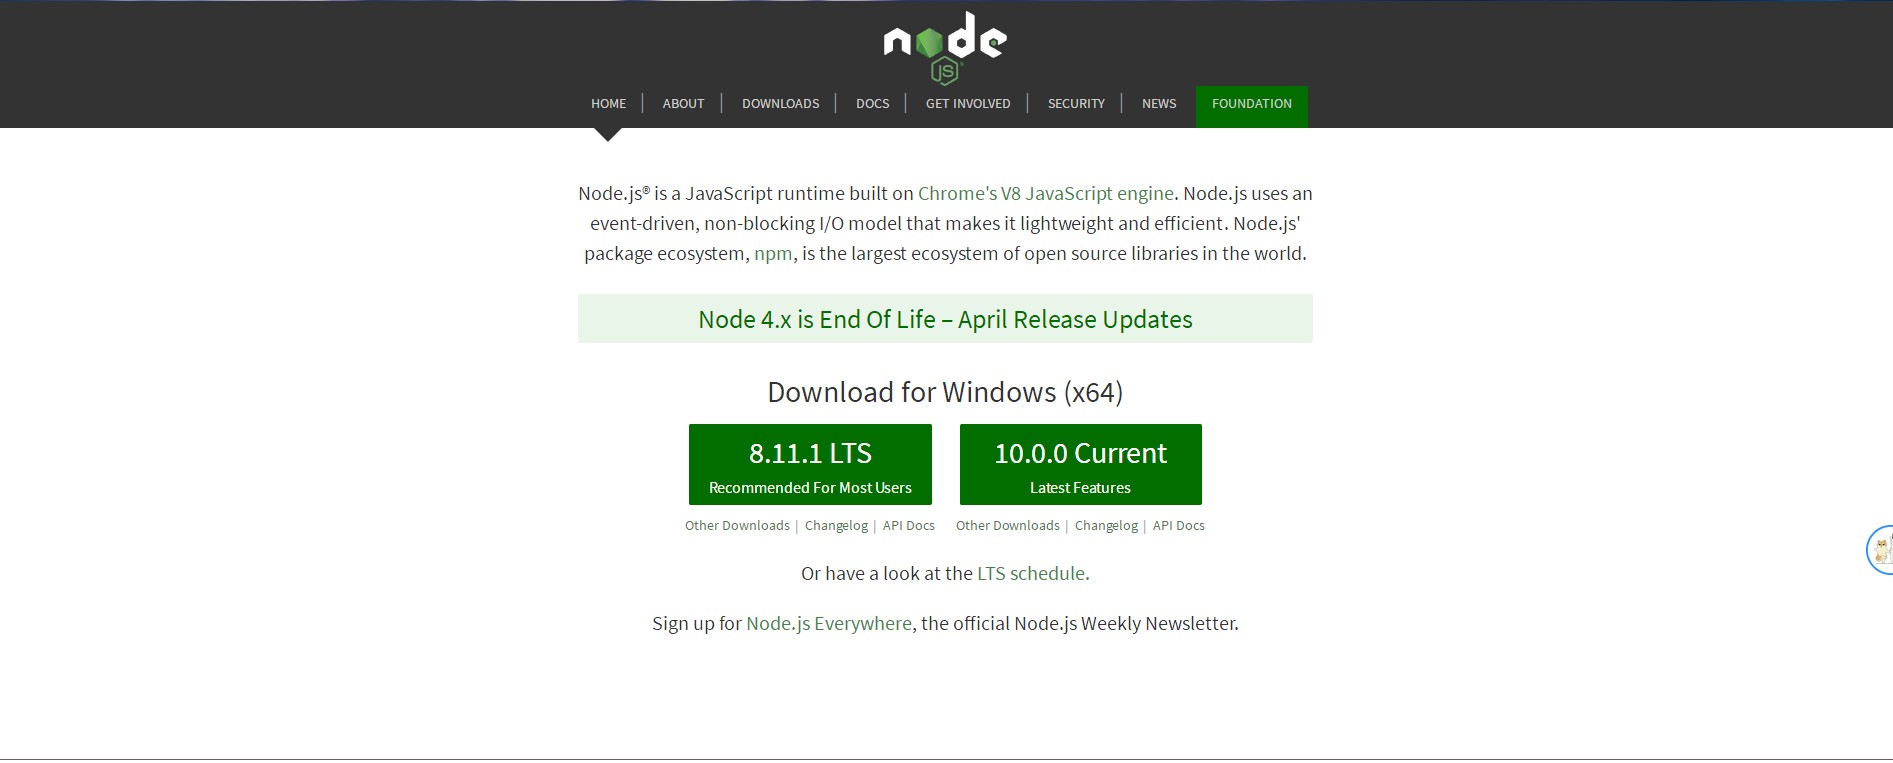 node
JS
HOME | ABOUT | DOWNLOADS | DOCS | GET INVOLVED | SECURITY | NEWS FOUNDATION
Node.js® is a JavaScript runtime built on Chrome's V8 JavaScript engine. Node.js uses an
event-driven, non-blocking I/O model that makes it lightweight and efficient. Node.js'
package ecosystem, npm, is the largest ecosystem of open source libraries in the world.
Node 4.x is End Of Life – April Release Updates
Download for Windows (x64)
8.11.1 LTS
Recommended For Most Users
10.0.0 Current
Latest Features
Other Downloads | Changelog | API Docs
Other Downloads | Changelog | API Docs
Or have a look at the LTS schedule.
Sign up for Node.js Everywhere, the official Node.js Weekly Newsletter.